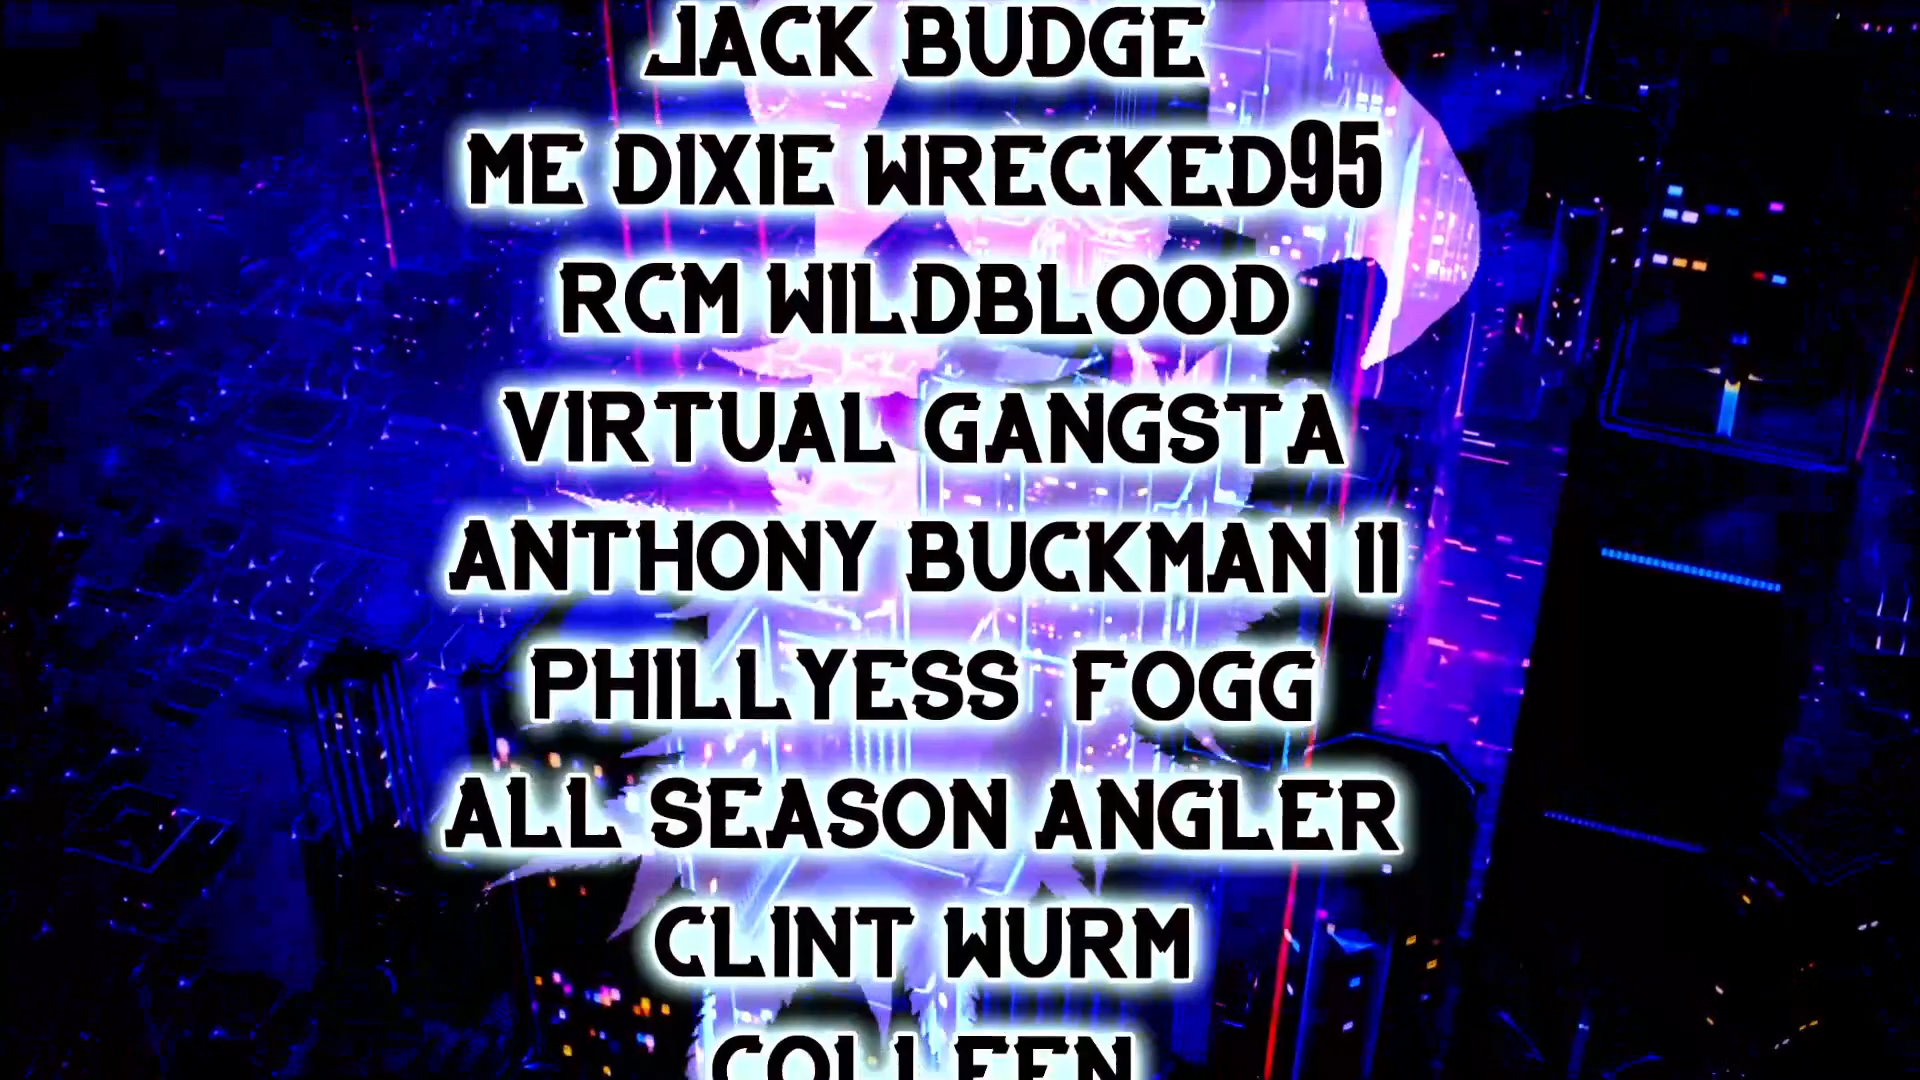 JACK BUDGE
ME DIXIE WRECKED95
RCM WILDBLOOD
VIRTUAL GANGSTA
ANTHONY BUCKMAN II
PHILLYESS FOGG
ALL SEASON ANGLER
CLINT WURM
COLLEEN